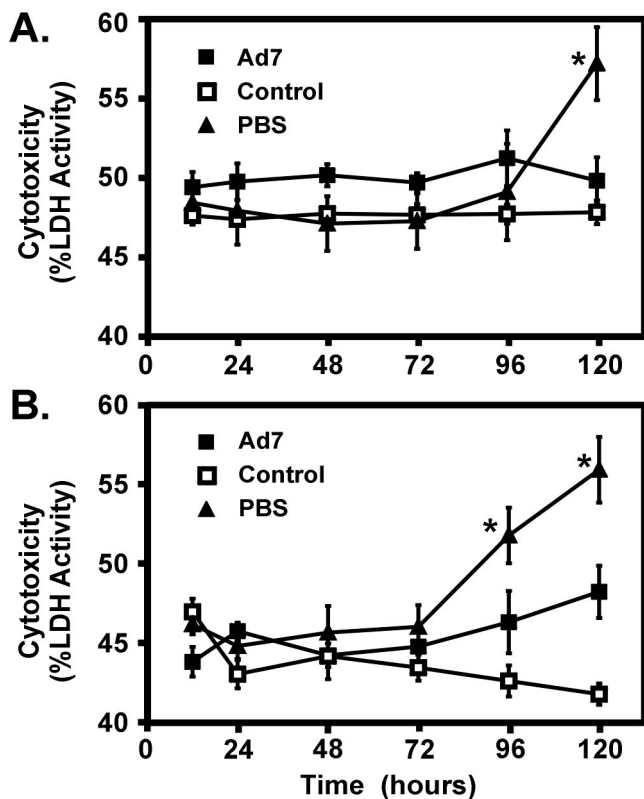 A.
Cytotoxicity
(%LDH Activity)
60
55
50
45
40
Ad7
Control
PBS
*
0 24 48 72 96 120
B.
Cytotoxicity
(%LDH Activity)
60
55
50
45
40
Ad7
Control
PBS
*
*
0 24 48 72 96 120
Time (hours)